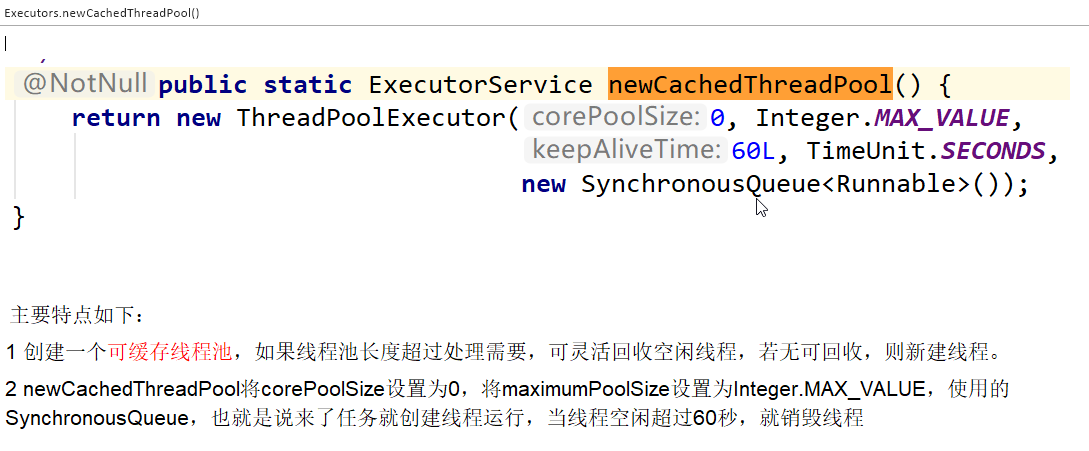 Executors.newCachedThreadPool()
@NotNull public static ExecutorService newCachedThreadPool() {
return new ThreadPoolExecutor( corePoolSize: 0, Integer.MAX_VALUE,
keepAliveTime: 60L, TimeUnit.SECONDS,
new SynchronousQueue<Runnable>());
}
主要特点如下：
1 创建一个可缓存线程池，如果线程池长度超过处理需要，可灵活回收空闲线程，若无可回收，则新建线程。
2 newCachedThreadPool将corePoolSize设置为0，将maximumPoolSize设置为Integer.MAX_VALUE，使用的
SynchronousQueue，也就是说来了任务就创建线程运行，当线程空闲超过60秒，就销毁线程